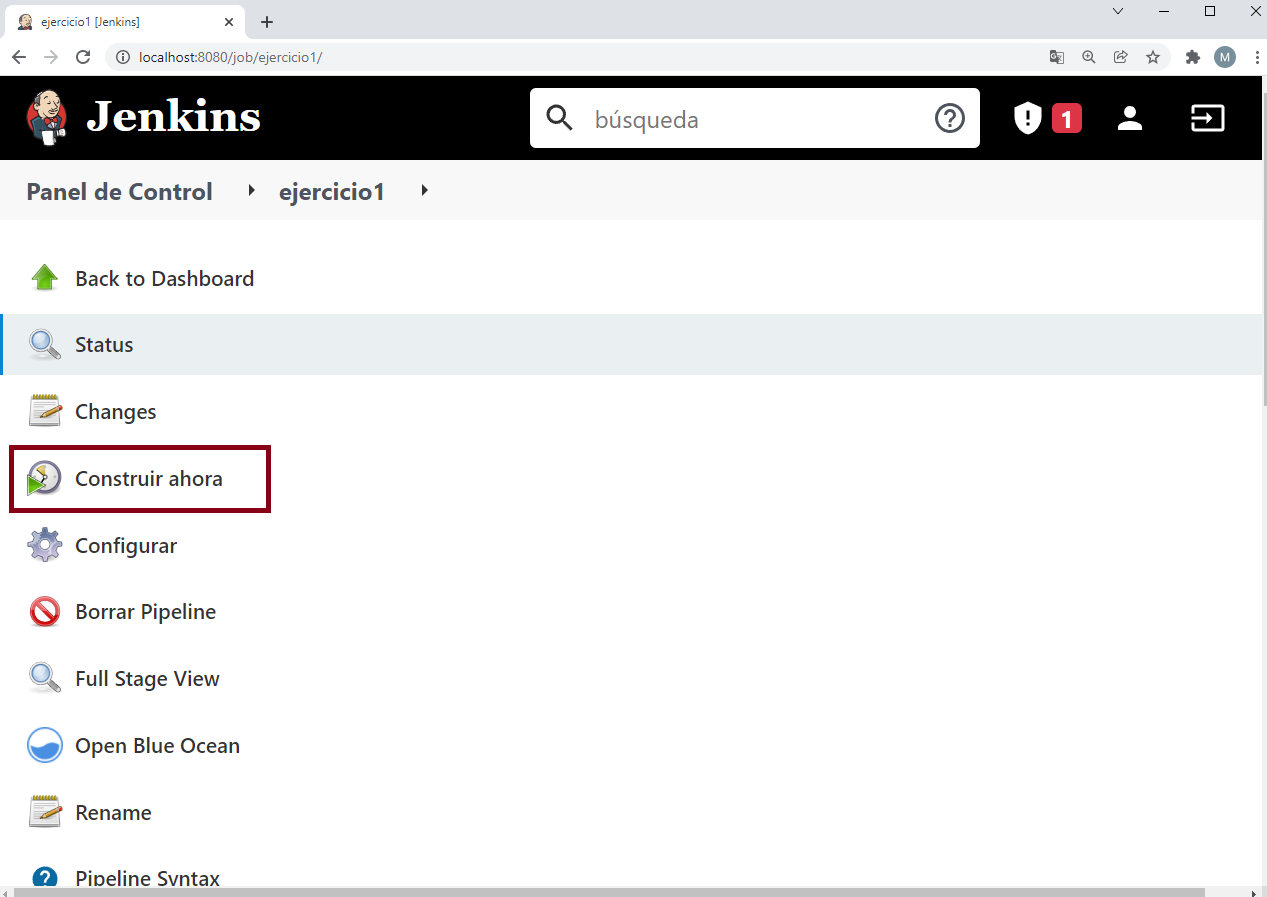 ejercicio1 [Jenkins]
localhost:8080/job/ejercicio1/
M
Jenkins
búsqueda
1
Panel de Control
ejercicio1
Back to Dashboard
Status
Changes
Construir ahora
Configurar
Borrar Pipeline
Full Stage View
Open Blue Ocean
Rename
Pipeline Syntax